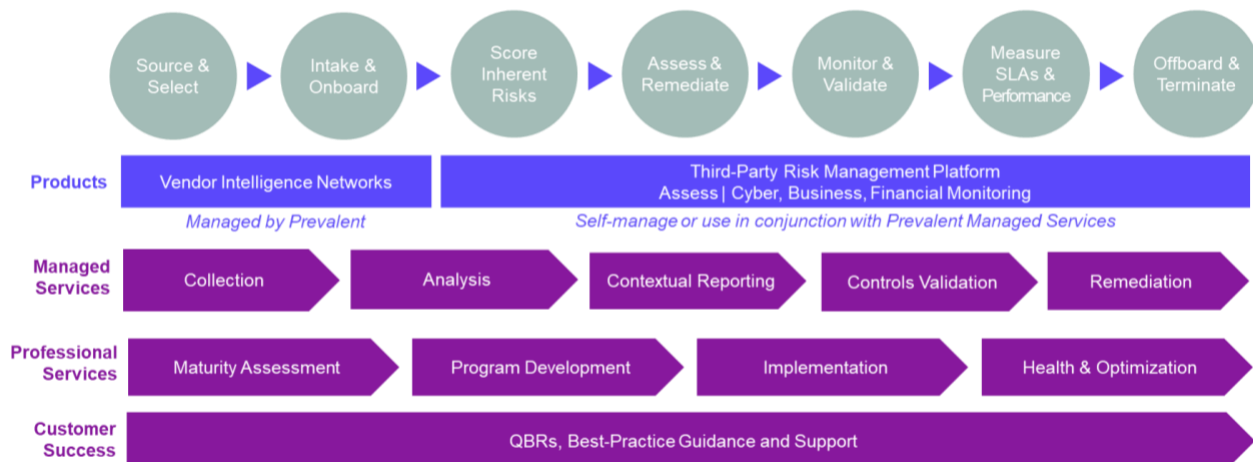 Source &
Select
Intake &
Onboard
Score
Inherent
Risks
Assess &
Remediate
Monitor &
Validate
Measure
SLAs &
Performance
Offboard &
Terminate
Products
Vendor Intelligence Networks
Third-Party Risk Management Platform
Assess | Cyber, Business, Financial Monitoring
Managed by Prevalent
Self-manage or use in conjunction with Prevalent Managed Services
Managed
Services
Collection
Analysis
Contextual Reporting
Controls Validation
Remediation
Professional
Services
Maturity Assessment
Program Development
Implementation
Health & Optimization
Customer
Success
QBRs, Best-Practice Guidance and Support